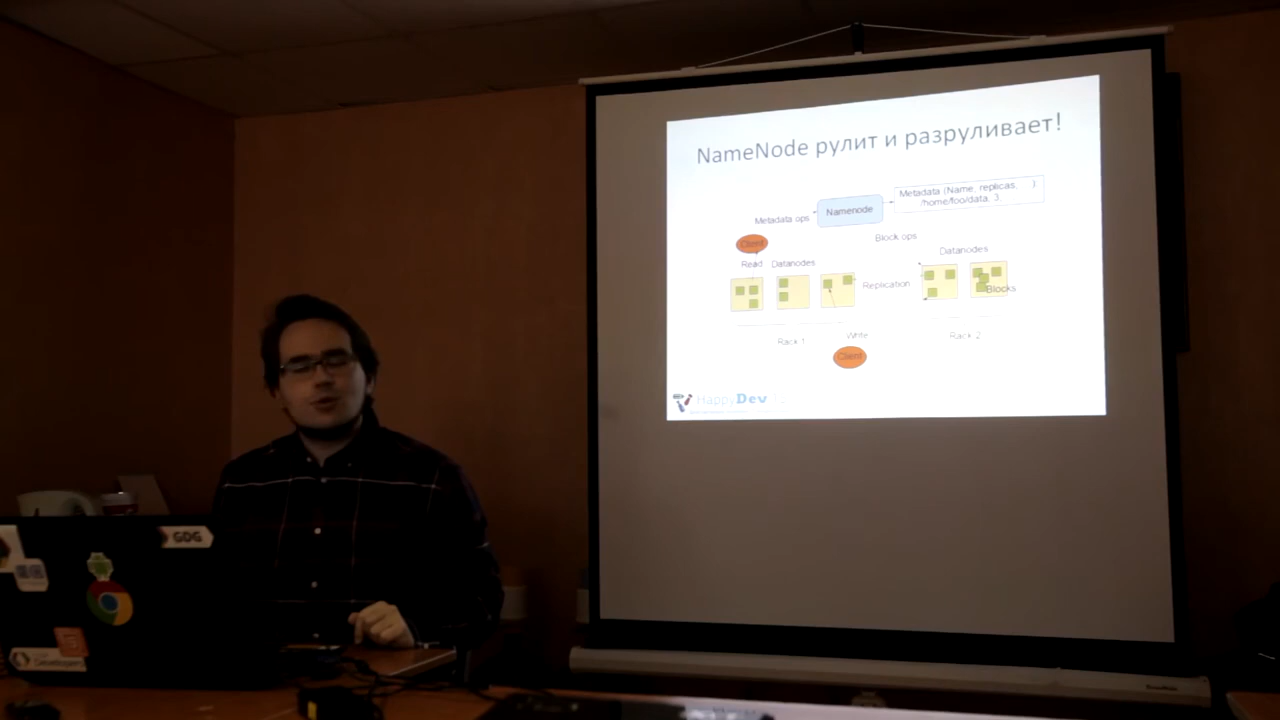 NameNode рулит и разруливает!
Metadata (Name, replicas, )
/home/foo/data, 3,
Namenode
Metadata ops
Client
Block ops
Read
Datanodes
Datanodes
Replication
Blocks
Rack 1
Write
Rack 2
Client
HappyDev
GDG
Developers